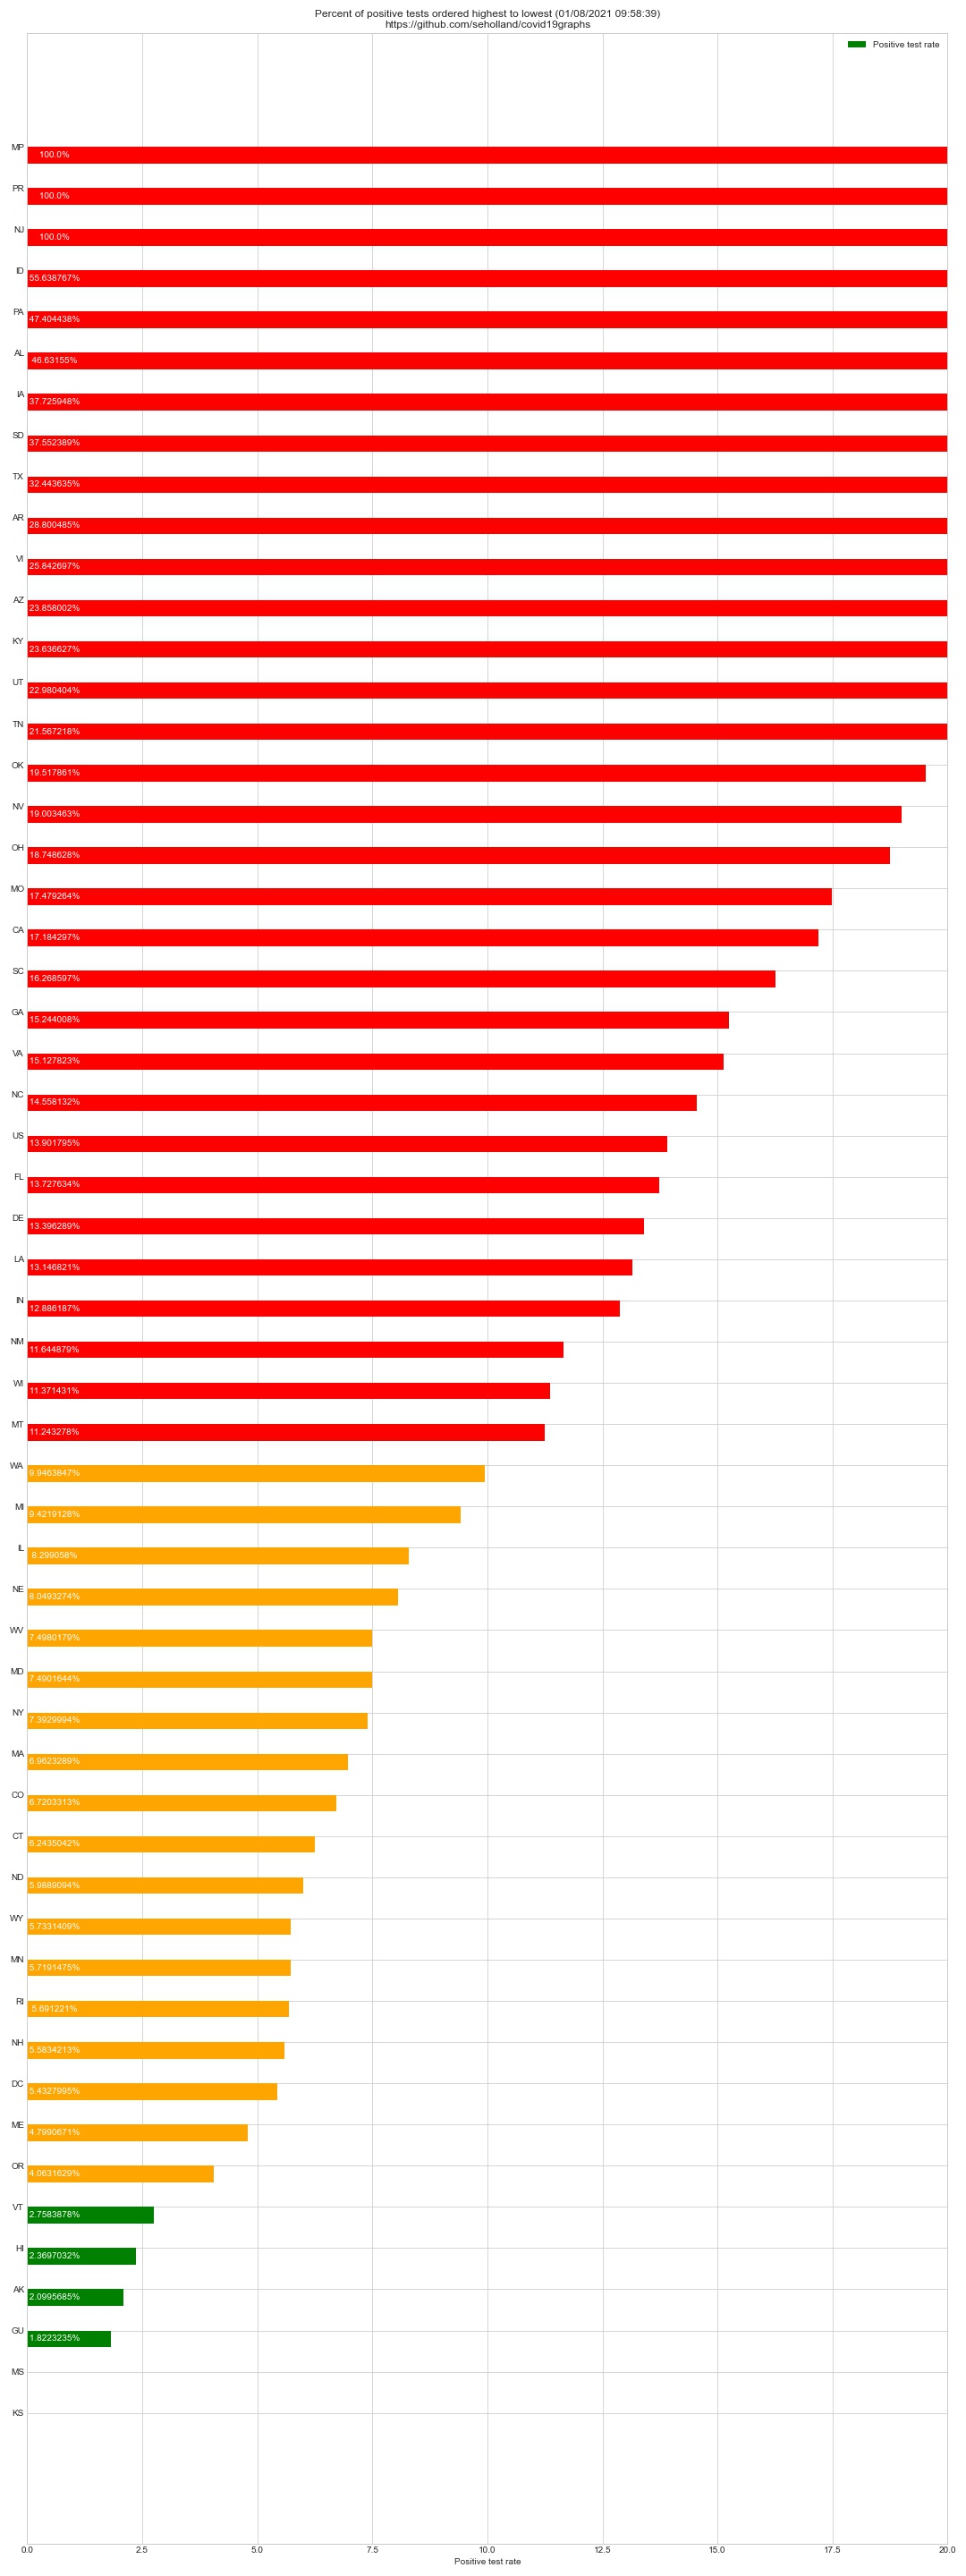 Percent of positive tests ordered highest to lowest (01/08/2021 09:58:39)
https://github.com/seholland/covid19graphs
Positive test rate
MP 100.0%
PR 100.0%
NJ 100.0%
ID 55.638767%
PA 47.404438%
AL 46.63155%
IA 37.725948%
SD 37.552389%
TX 32.443635%
AR 28.800485%
VI 25.842697%
AZ 23.858002%
KY 23.636627%
UT 22.980404%
TN 21.567218%
OK 19.517861%
NV 19.003463%
OH 18.748628%
MO 17.479264%
CA 17.184297%
SC 16.268597%
GA 15.244008%
VA 15.127823%
NC 14.558132%
US 13.901795%
FL 13.727634%
DE 13.396289%
LA 13.146821%
IN 12.886187%
NM 11.644879%
WI 11.371431%
MT 11.243278%
WA 9.9463847%
MI 9.4219128%
IL 8.299058%
NE 8.0493274%
WV 7.4980179%
MD 7.4901644%
NY 7.3929994%
MA 6.9623289%
CO 6.7203313%
CT 6.2435042%
ND 5.9889094%
WY 5.7331409%
MN 5.7191475%
RI 5.691221%
NH 5.5834213%
DC 5.4327995%
ME 4.7990671%
OR 4.0631629%
VT 2.7583878%
HI 2.3697032%
AK 2.0995685%
GU 1.8223235%
MS
KS
0.0 2.5 5.0 7.5 10.0 12.5 15.0 17.5 20.0
Positive test rate